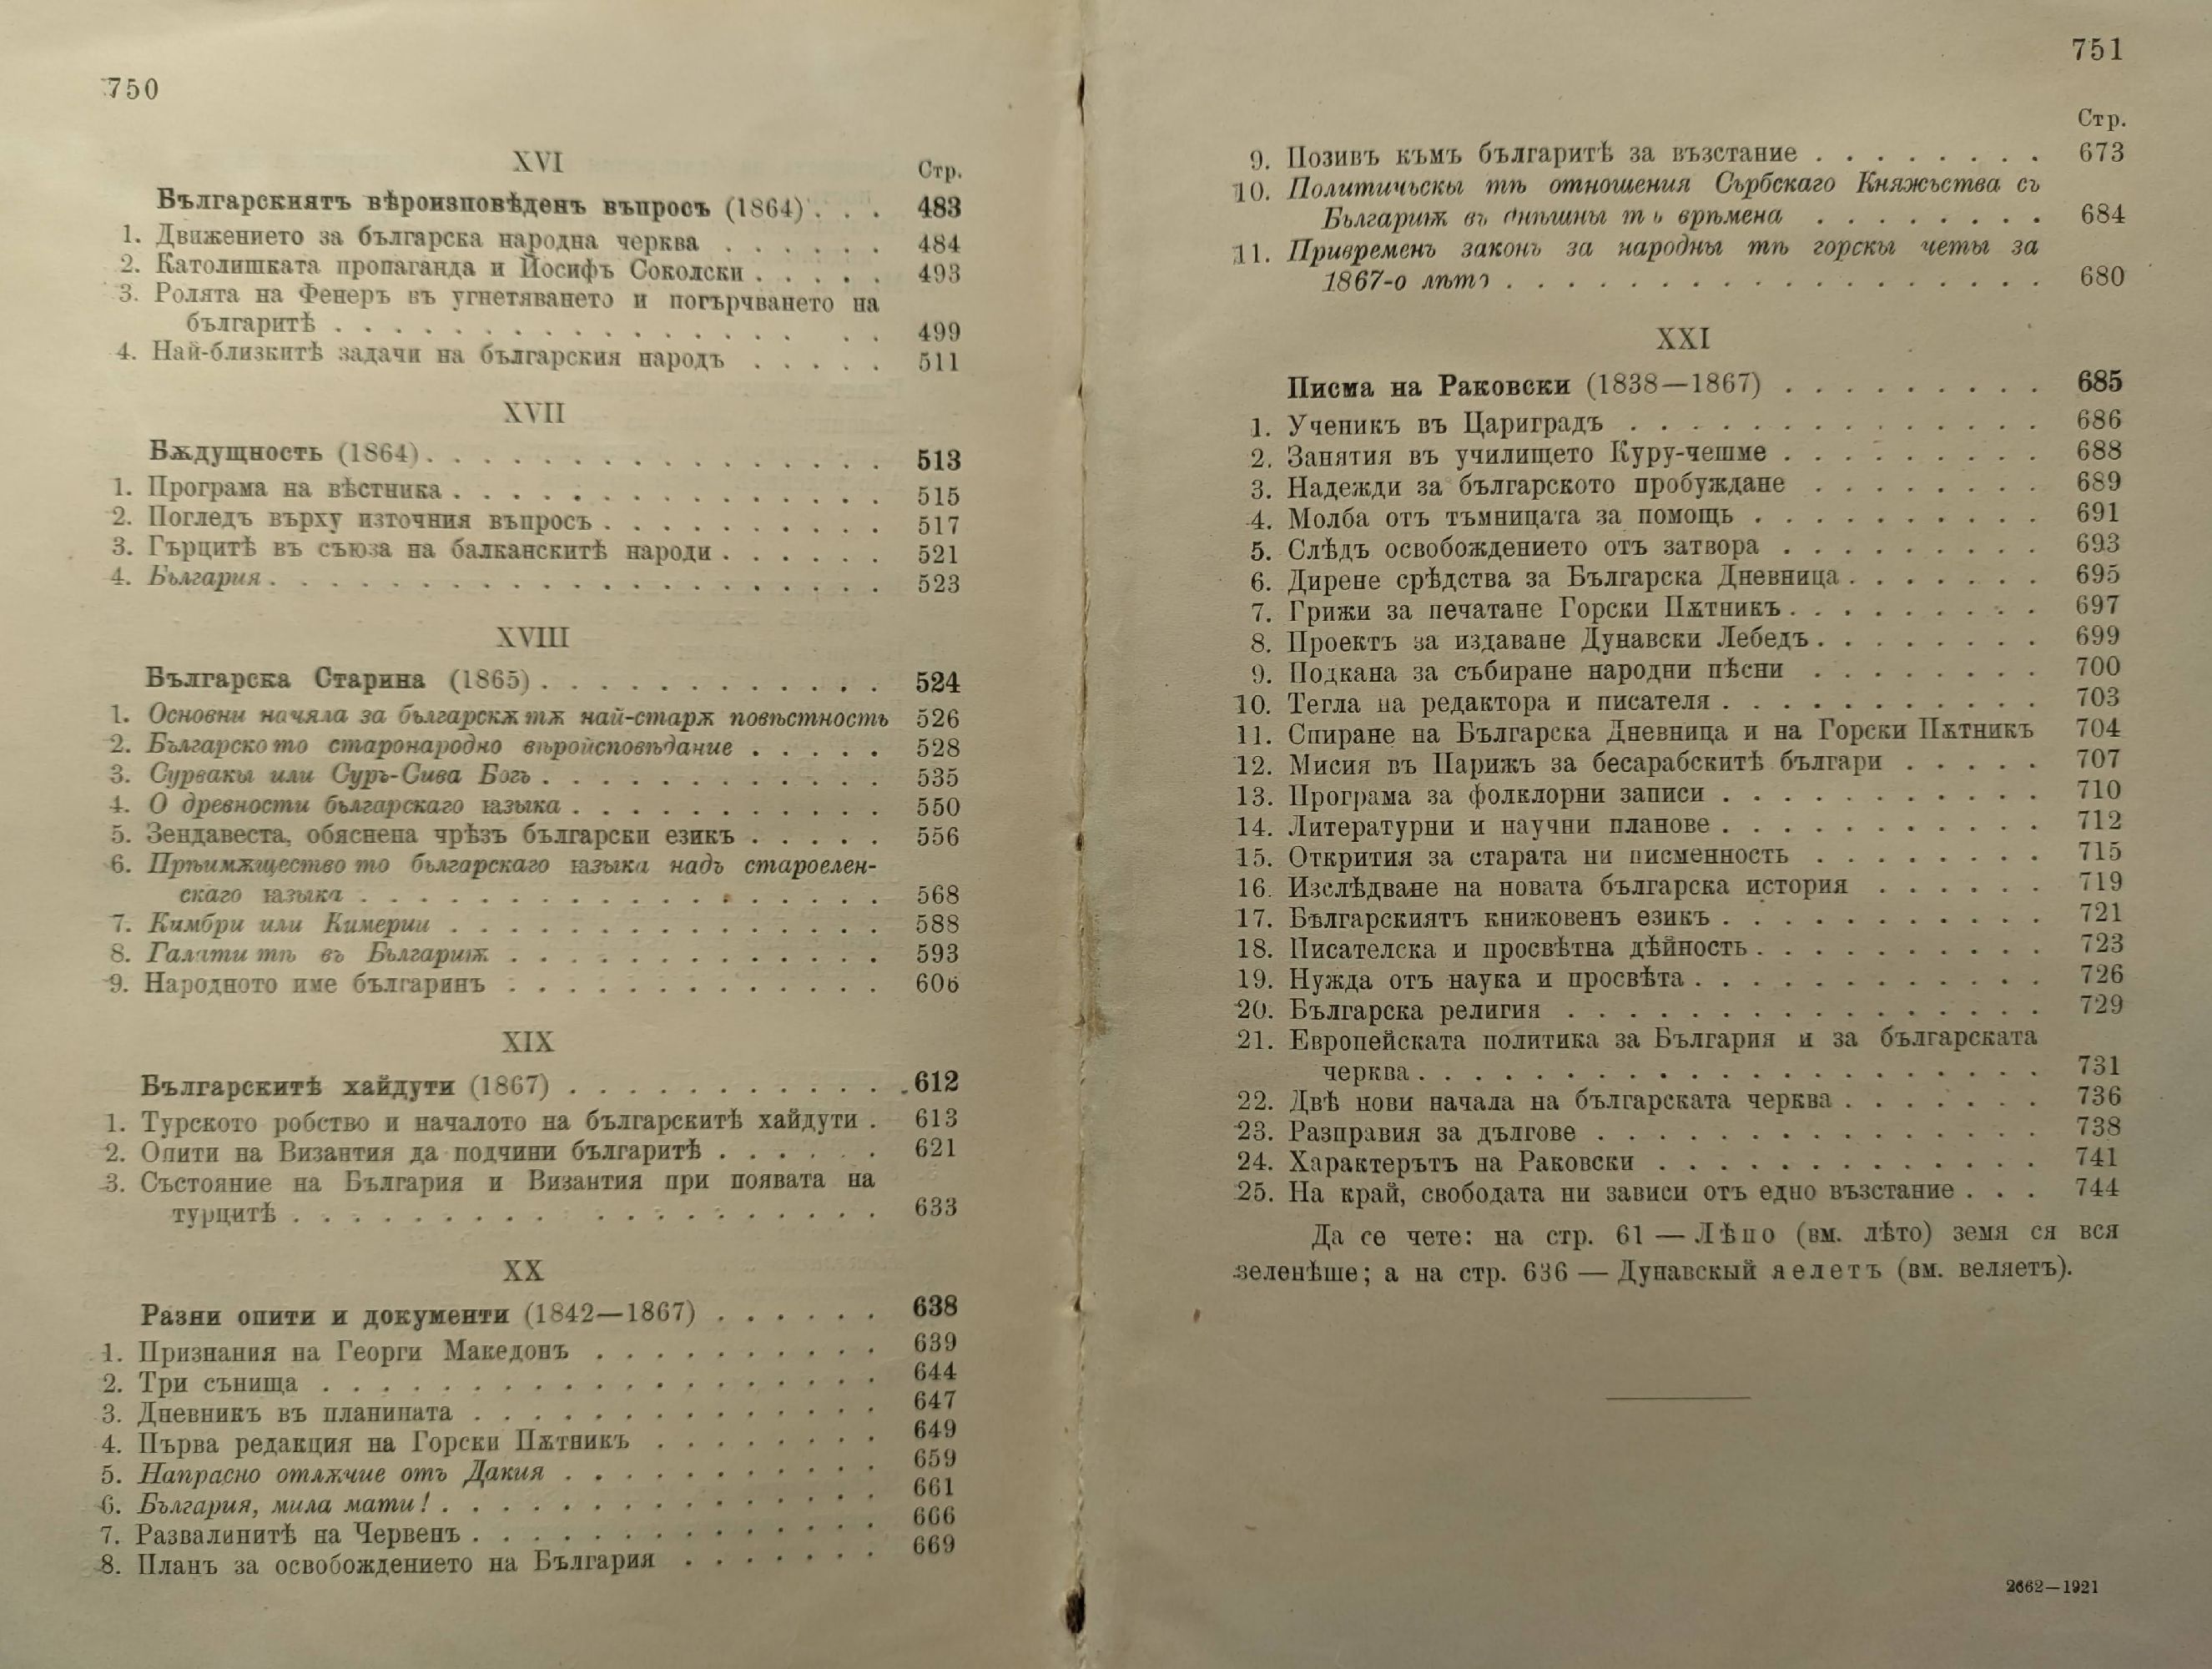 750
XVI
Стр.
Българскиятъ вѣроизповѣденъ въпросъ (1864) . . . 483
1. Движението за българска народна черква . . . . . . 484
2. Католишката пропаганда и Йосифъ Соколски . . . . . 493
3. Ролята на Фенеръ въ угнетяването и погърчването на
българитѣ . . . . . . . . . . . . . . . . . . 499
4. Най-близкитѣ задачи на българския народъ . . . . . 511
XVII
Бѫдущность (1864) . . . . . . . . . . . . . . . . 513
1. Програма на вѣстника . . . . . . . . . . . . . . . 515
2. Погледъ върху източния въпросъ . . . . . . . . . . 517
3. Гърцитѣ въ съюза на балканскитѣ народи . . . . . . 521
4. България . . . . . . . . . . . . . . . . . . . . . 523
XVIII
Българска Старина (1865) . . . . . . . . . . . . 524
1. Основни начяла за българскѫ тѫ най-старѫ повѣстность 526
2. Българско то старонародно вѣройсповѣдание . . . . . 528
3. Сурвакы или Суръ-Сива Богъ . . . . . . . . . . . . 535
4. О древности българскаго ꙗзыка . . . . . . . . . . . 550
5. Зендавеста, обяснена чрѣзъ български езикъ . . . . . 556
6. Прѣимѫщество то българскаго ꙗзыка надъ староелен-
скаго ꙗзыка . . . . . . . . . . . . . . . . . . 568
7. Кимбри или Кимерии . . . . . . . . . . . . . . . 588
8. Галати тѣ въ Българиѭ . . . . . . . . . . . . . 593
9. Народното име българинъ . . . . . . . . . . . . . 606
XIX
Българскитѣ хайдути (1867) . . . . . . . . . . . 612
1. Турското робство и началото на българскитѣ хайдути . 613
2. Опити на Византия да подчини българитѣ . . . . . . 621
3. Състояние на България и Византия при появата на
турцитѣ . . . . . . . . . . . . . . . . . . . . 633
XX
Разни опити и документи (1842—1867) . . . . . . 638
1. Признания на Георги Македонъ . . . . . . . . . . 639
2. Три сънища . . . . . . . . . . . . . . . . . . . 644
3. Дневникъ въ планината . . . . . . . . . . . . . . 647
4. Първа редакция на Горски Пѫтникъ . . . . . . . . 649
5. Напрасно отлѫчие отъ Дакия . . . . . . . . . . . 659
6. България, мила мати! . . . . . . . . . . . . . . . 661
7. Развалинитѣ на Червенъ . . . . . . . . . . . . . . 666
8. Планъ за освобождението на България . . . . . . . 669
751
Стр.
9. Позивъ къмъ българитѣ за възстание . . . . . . . . 673
10. Политичьскы тѣ отношения Сърбскаго Княжьства съ
Българиѭ въ днѣшны тѣ врѣмена . . . . . . . . 684
11. Привременъ законъ за народны тѣ горскы четы за
1867-о лѣто . . . . . . . . . . . . . . . . . . 680
XXI
Писма на Раковски (1838—1867) . . . . . . . . . 685
1. Ученикъ въ Цариградъ . . . . . . . . . . . . . . 686
2. Занятия въ училището Куру-чешме . . . . . . . . . 688
3. Надежди за българското пробуждане . . . . . . . . 689
4. Молба отъ тъмницата за помощь . . . . . . . . . . 691
5. Слѣдъ освобождението отъ затвора . . . . . . . . . 693
6. Дирене срѣдства за Българска Дневница . . . . . . . 695
7. Грижи за печатане Горски Пѫтникъ . . . . . . . . . 697
8. Проектъ за издаване Дунавски Лебедъ . . . . . . . . 699
9. Подкана за събиране народни пѣсни . . . . . . . . 700
10. Тегла на редактора и писателя . . . . . . . . . . . 703
11. Спиране на Българска Дневница и на Горски Пѫтникъ 704
12. Мисия въ Парижъ за бесарабскитѣ българи . . . . . 707
13. Програма за фолклорни записи . . . . . . . . . . . 710
14. Литературни и научни планове . . . . . . . . . . . 712
15. Открития за старата ни писменность . . . . . . . . 715
16. Изслѣдване на новата българска история . . . . . . 719
17. Българскиятъ книжовенъ езикъ . . . . . . . . . . . 721
18. Писателска и просвѣтна дѣйность . . . . . . . . . . 723
19. Нужда отъ наука и просвѣта . . . . . . . . . . . . 726
20. Българска религия . . . . . . . . . . . . . . . . 729
21. Европейската политика за България и за българската
черква . . . . . . . . . . . . . . . . . . . . . 731
22. Двѣ нови начала на българската черква . . . . . . . 736
23. Разправия за дългове . . . . . . . . . . . . . . . 738
24. Характерътъ на Раковски . . . . . . . . . . . . . 741
25. На край, свободата ни зависи отъ едно възстание . . . 744
Да се чете: на стр. 61 — Лѣпо (вм. лѣто) земя ся вся
зеленѣше; а на стр. 636 — Дунавскый яелетъ (вм. веляетъ).
2662—1921